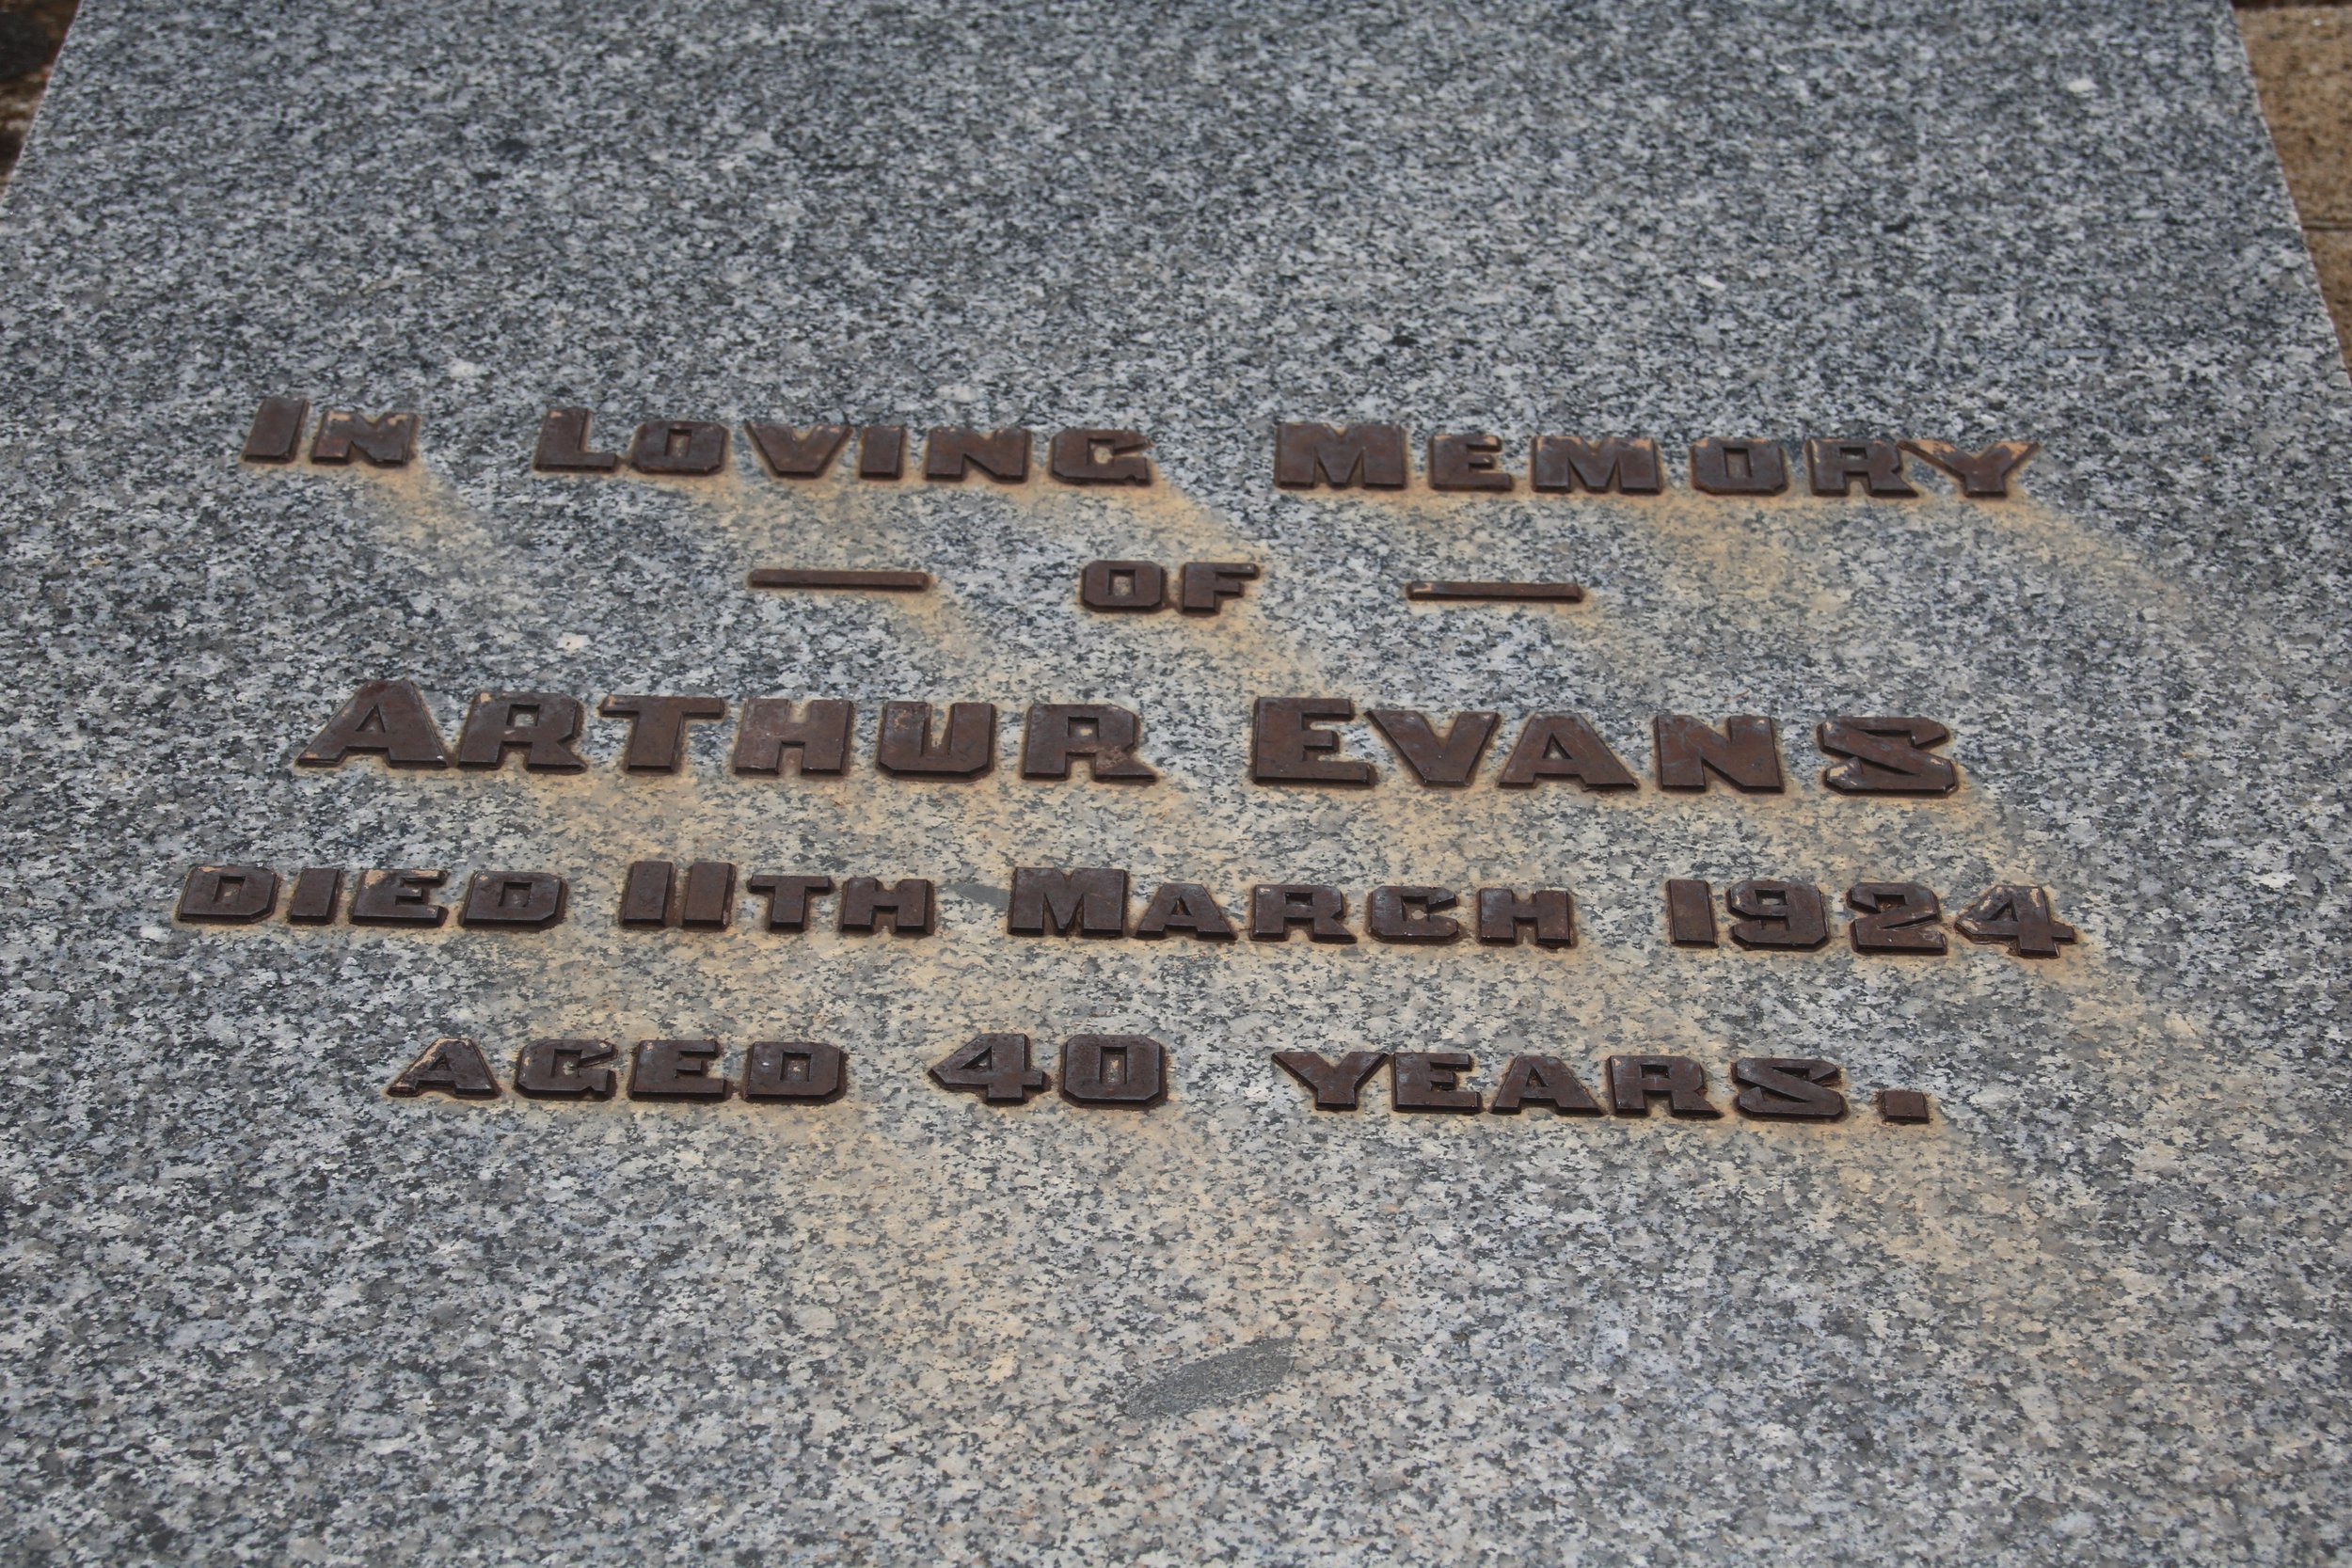 In Loving Memory
— OF —
Arthur Evans
DIED 11TH March 1924
AGED 40 YEARS.